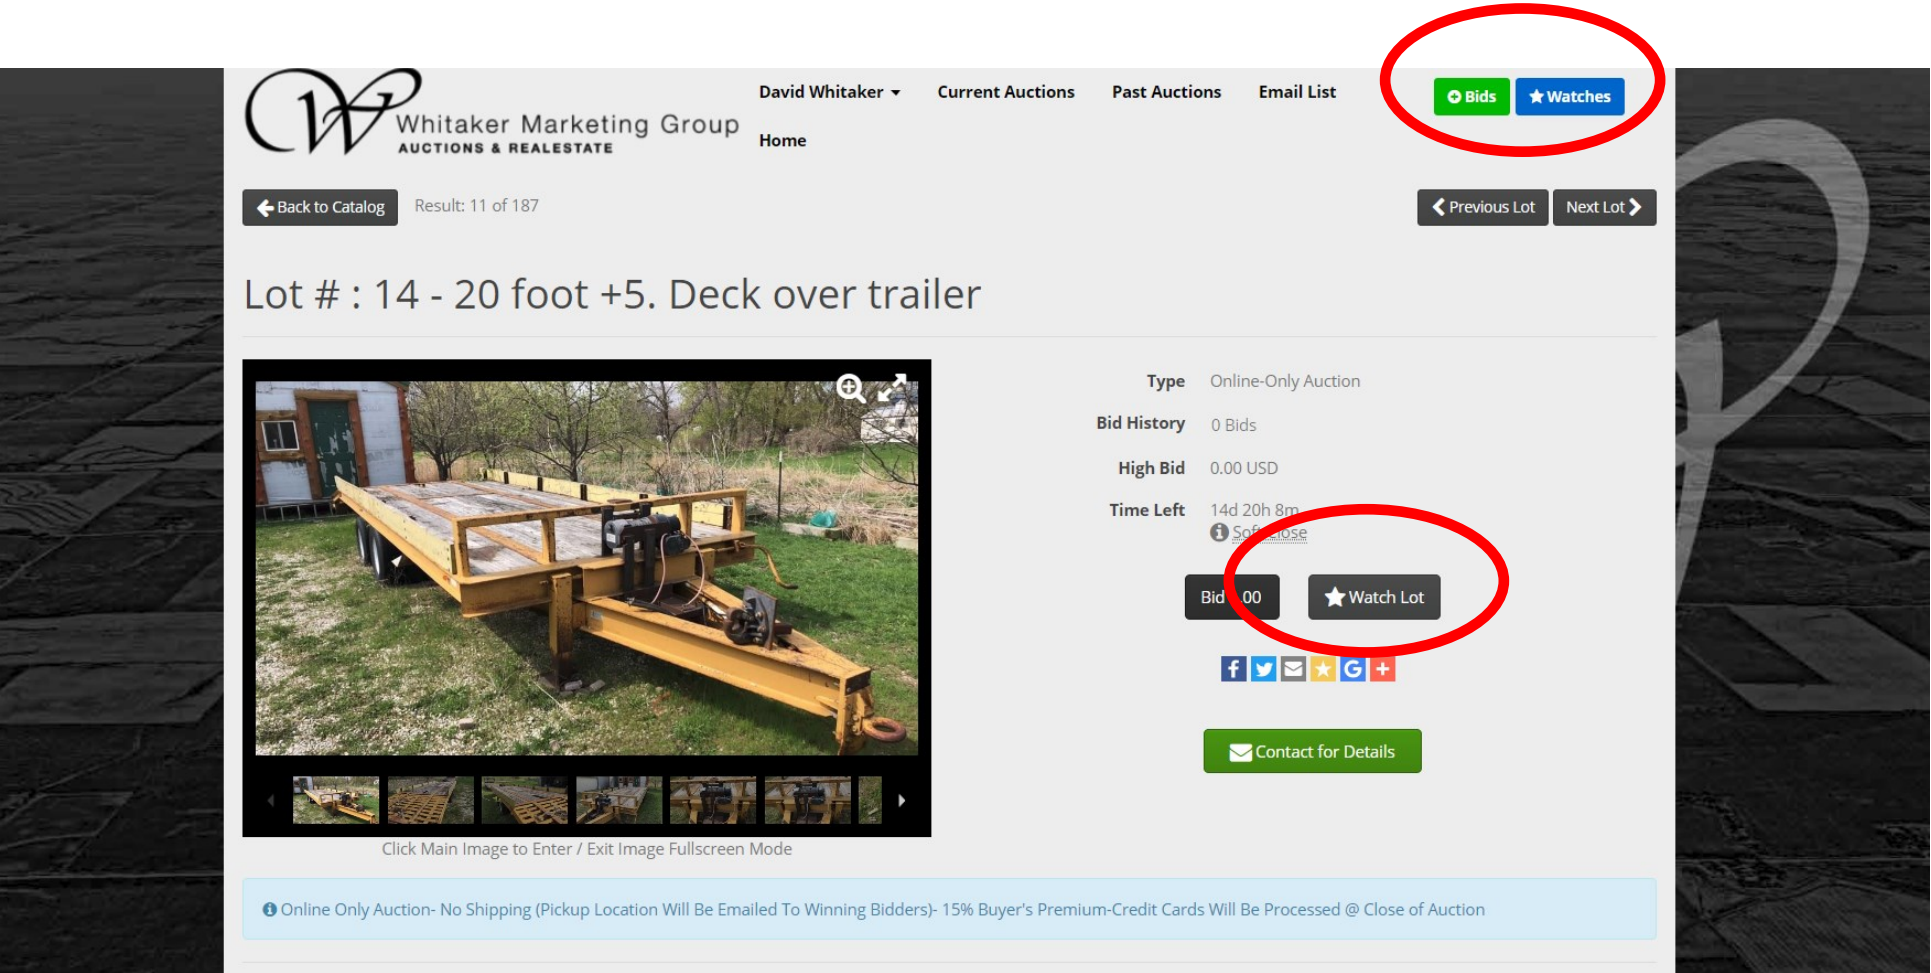 Whitaker Marketing Group
AUCTIONS & REALESTATE
David Whitaker
Current Auctions
Past Auctions
Email List
Home
Bids
Watches
Back to Catalog
Result: 11 of 187
Previous Lot
Next Lot
Lot # : 14 - 20 foot +5. Deck over trailer
Type Online-Only Auction
Bid History 0 Bids
High Bid 0.00 USD
Time Left 14d 20h 8m
Soft Close
Bid
Watch Lot
Contact for Details
Click Main Image to Enter / Exit Image Fullscreen Mode
Online Only Auction- No Shipping (Pickup Location Will Be Emailed To Winning Bidders)- 15% Buyer's Premium-Credit Cards Will Be Processed @ Close of Auction